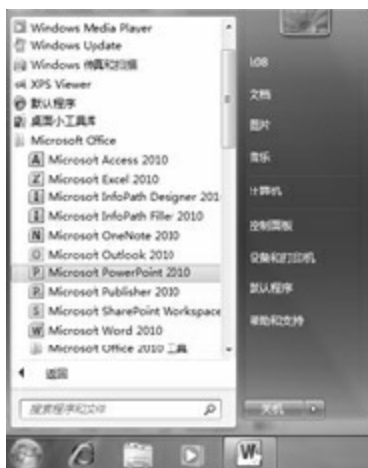 Windows Media Player
Windows Update
Windows 传真和扫描
XPS Viewer
默认程序
桌面小工具库
Microsoft Office
Microsoft Access 2010
Microsoft Excel 2010
Microsoft InfoPath Designer 201
Microsoft InfoPath Filler 2010
Microsoft OneNote 2010
Microsoft Outlook 2010
Microsoft PowerPoint 2010
Microsoft Publisher 2010
Microsoft SharePoint Workspace
Microsoft Word 2010
Microsoft Office 2010 工具
返回
搜索程序和文件
文档
图片
音乐
计算机
控制面板
设备和打印机
默认程序
帮助和支持
关机